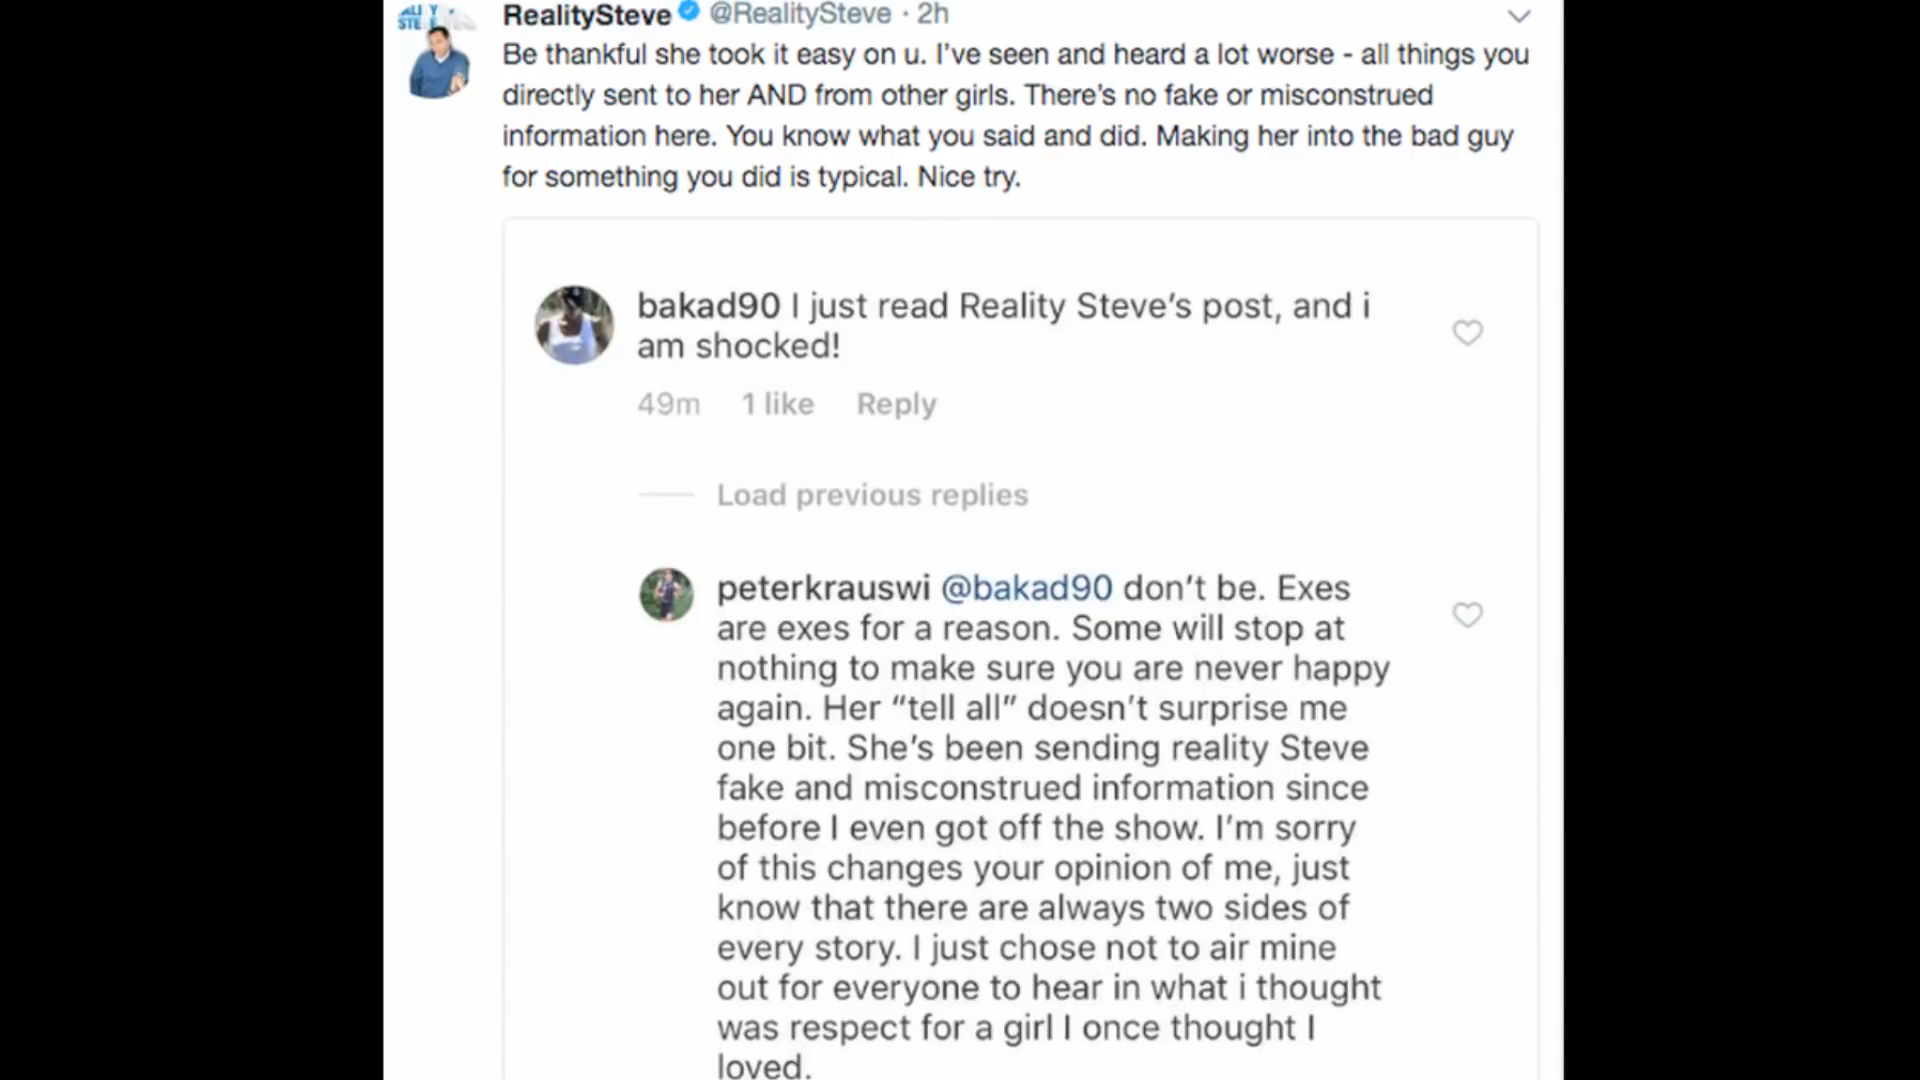 RealitySteve @RealitySteve · 2h
Be thankful she took it easy on u. I've seen and heard a lot worse - all things you
directly sent to her AND from other girls. There's no fake or misconstrued
information here. You know what you said and did. Making her into the bad guy
for something you did is typical. Nice try.
bakad90 I just read Reality Steve's post, and i
am shocked!
49m 1 like Reply
Load previous replies
peterkrauswi @bakad90 don't be. Exes
are exes for a reason. Some will stop at
nothing to make sure you are never happy
again. Her “tell all” doesn't surprise me
one bit. She's been sending reality Steve
fake and misconstrued information since
before I even got off the show. I'm sorry
of this changes your opinion of me, just
know that there are always two sides of
every story. I just chose not to air mine
out for everyone to hear in what i thought
was respect for a girl I once thought I
loved.